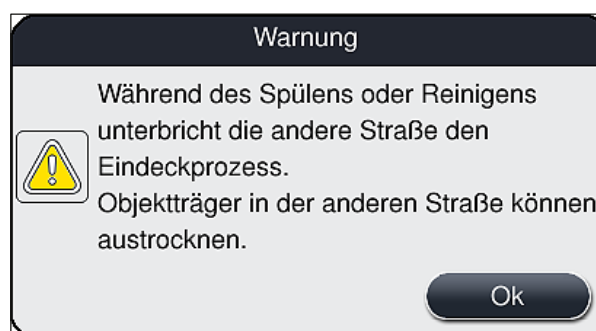 Warnung
Während des Spülens oder Reinigens
unterbricht die andere Straße den
Eindeckprozess.
Objektträger in der anderen Straße können
austrocknen.
Ok